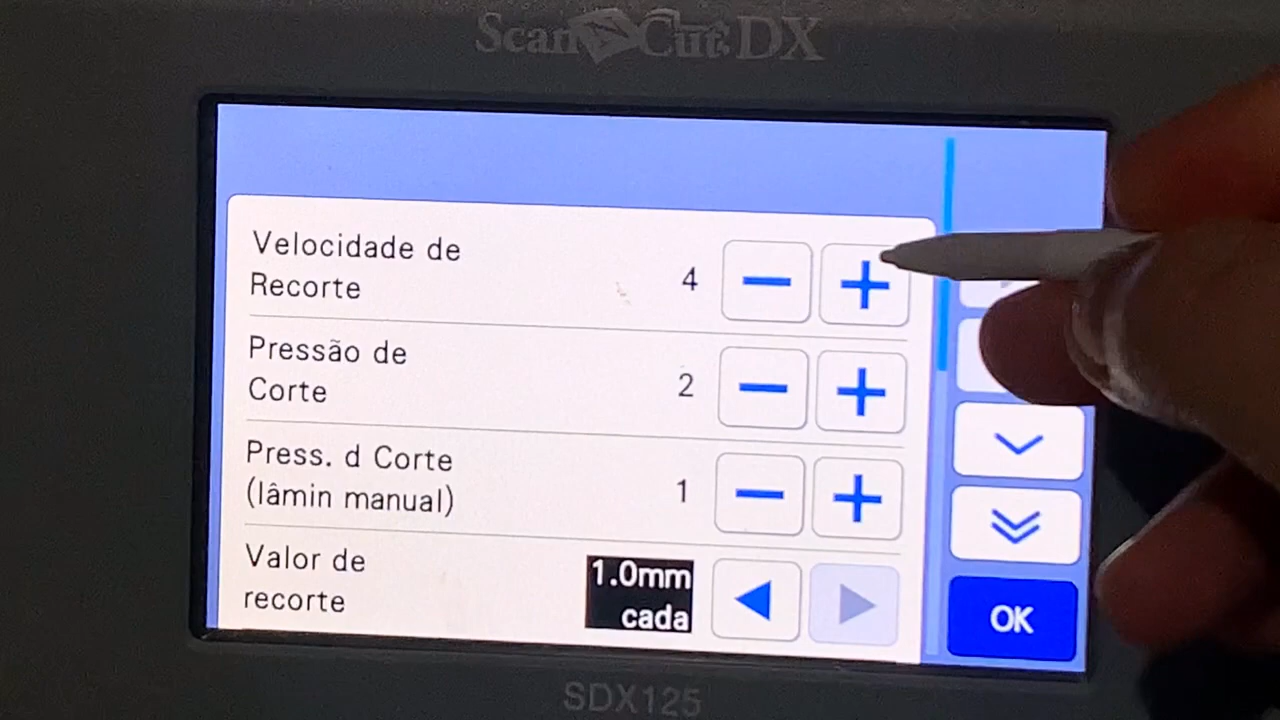 ScanNCut DX
Velocidade de
Recorte
4
Pressão de
Corte
2
Press. d Corte
(lâmin manual)
1
Valor de
recorte
1.0mm
cada
OK
SDX125